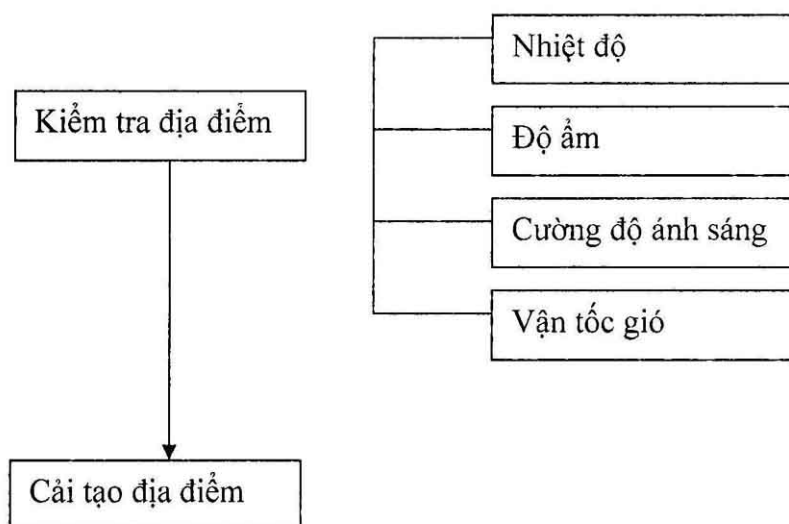 Kiểm tra địa điểm
Nhiệt độ
Độ ẩm
Cường độ ánh sáng
Vận tốc gió
Cải tạo địa điểm